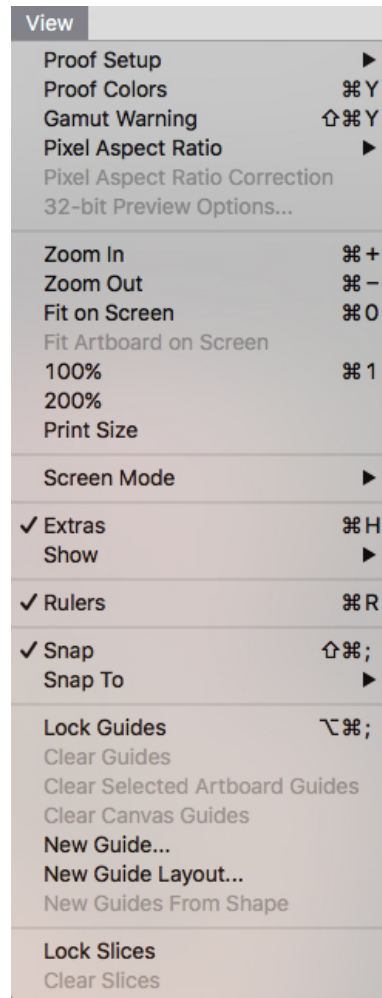 View
Proof Setup ▶
Proof Colors ⌘Y
Gamut Warning ⇧⌘Y
Pixel Aspect Ratio ▶
Pixel Aspect Ratio Correction
32-bit Preview Options...
Zoom In ⌘+
Zoom Out ⌘−
Fit on Screen ⌘0
Fit Artboard on Screen
100% ⌘1
200%
Print Size
Screen Mode ▶
✓ Extras ⌘H
Show ▶
✓ Rulers ⌘R
✓ Snap ⇧⌘;
Snap To ▶
Lock Guides ⌥⌘;
Clear Guides
Clear Selected Artboard Guides
Clear Canvas Guides
New Guide...
New Guide Layout...
New Guides From Shape
Lock Slices
Clear Slices